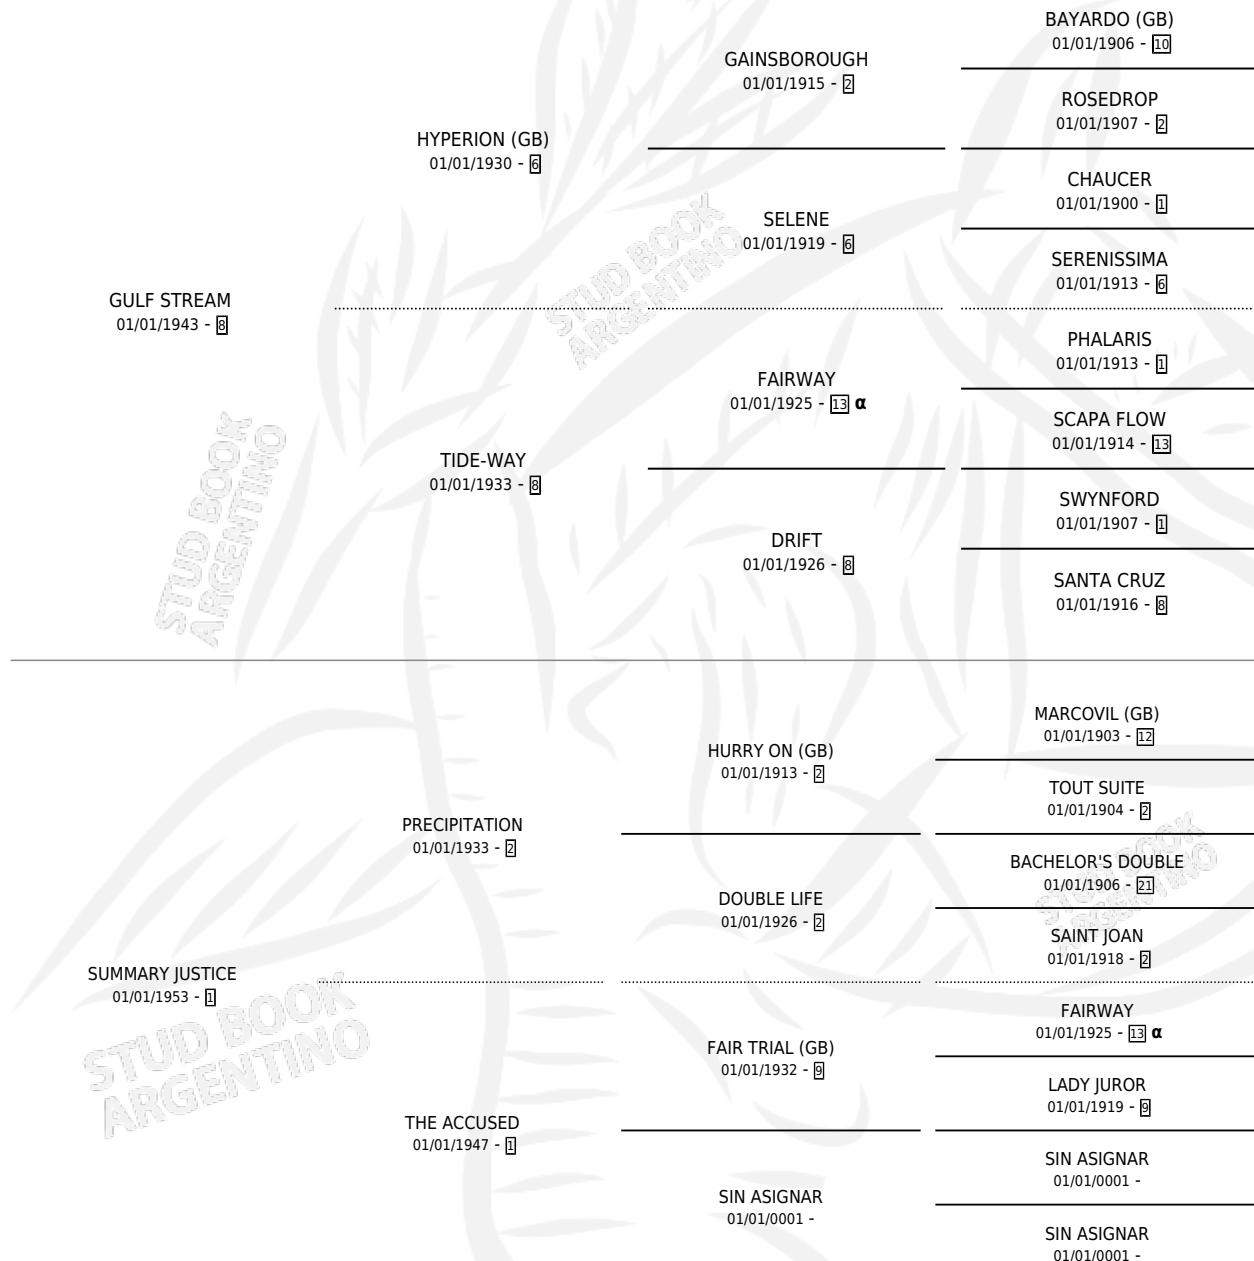 BAYARDO (GB)
01/01/1906 - 10
GAINSBOROUGH
01/01/1915 - 2
ROSEDROP
01/01/1907 - 2
HYPERION (GB)
01/01/1930 - 6
CHAUCER
01/01/1900 - 1
SELENE
01/01/1919 - 6
SERENISSIMA
01/01/1913 - 6
GULF STREAM
01/01/1943 - 8
PHALARIS
01/01/1913 - 1
FAIRWAY
01/01/1925 - 13 α
SCAPA FLOW
01/01/1914 - 13
TIDE-WAY
01/01/1933 - 8
SWYNFORD
01/01/1907 - 1
DRIFT
01/01/1926 - 8
SANTA CRUZ
01/01/1916 - 8
MARCOVIL (GB)
01/01/1903 - 12
HURRY ON (GB)
01/01/1913 - 2
TOUT SUITE
01/01/1904 - 2
PRECIPITATION
01/01/1933 - 2
BACHELOR'S DOUBLE
01/01/1906 - 21
DOUBLE LIFE
01/01/1926 - 2
SAINT JOAN
01/01/1918 - 2
SUMMARY JUSTICE
01/01/1953 - 1
FAIRWAY
01/01/1925 - 13 α
FAIR TRIAL (GB)
01/01/1932 - 9
LADY JUROR
01/01/1919 - 9
THE ACCUSED
01/01/1947 - 1
SIN ASIGNAR
01/01/0001 -
SIN ASIGNAR
01/01/0001 -
SIN ASIGNAR
01/01/0001 -
STUD BOOK
ARGENTINO
STUD BOOK
ARGENTINO
STUD BOOK
ARGENTINO
STUD BOOK
ARGENTINO